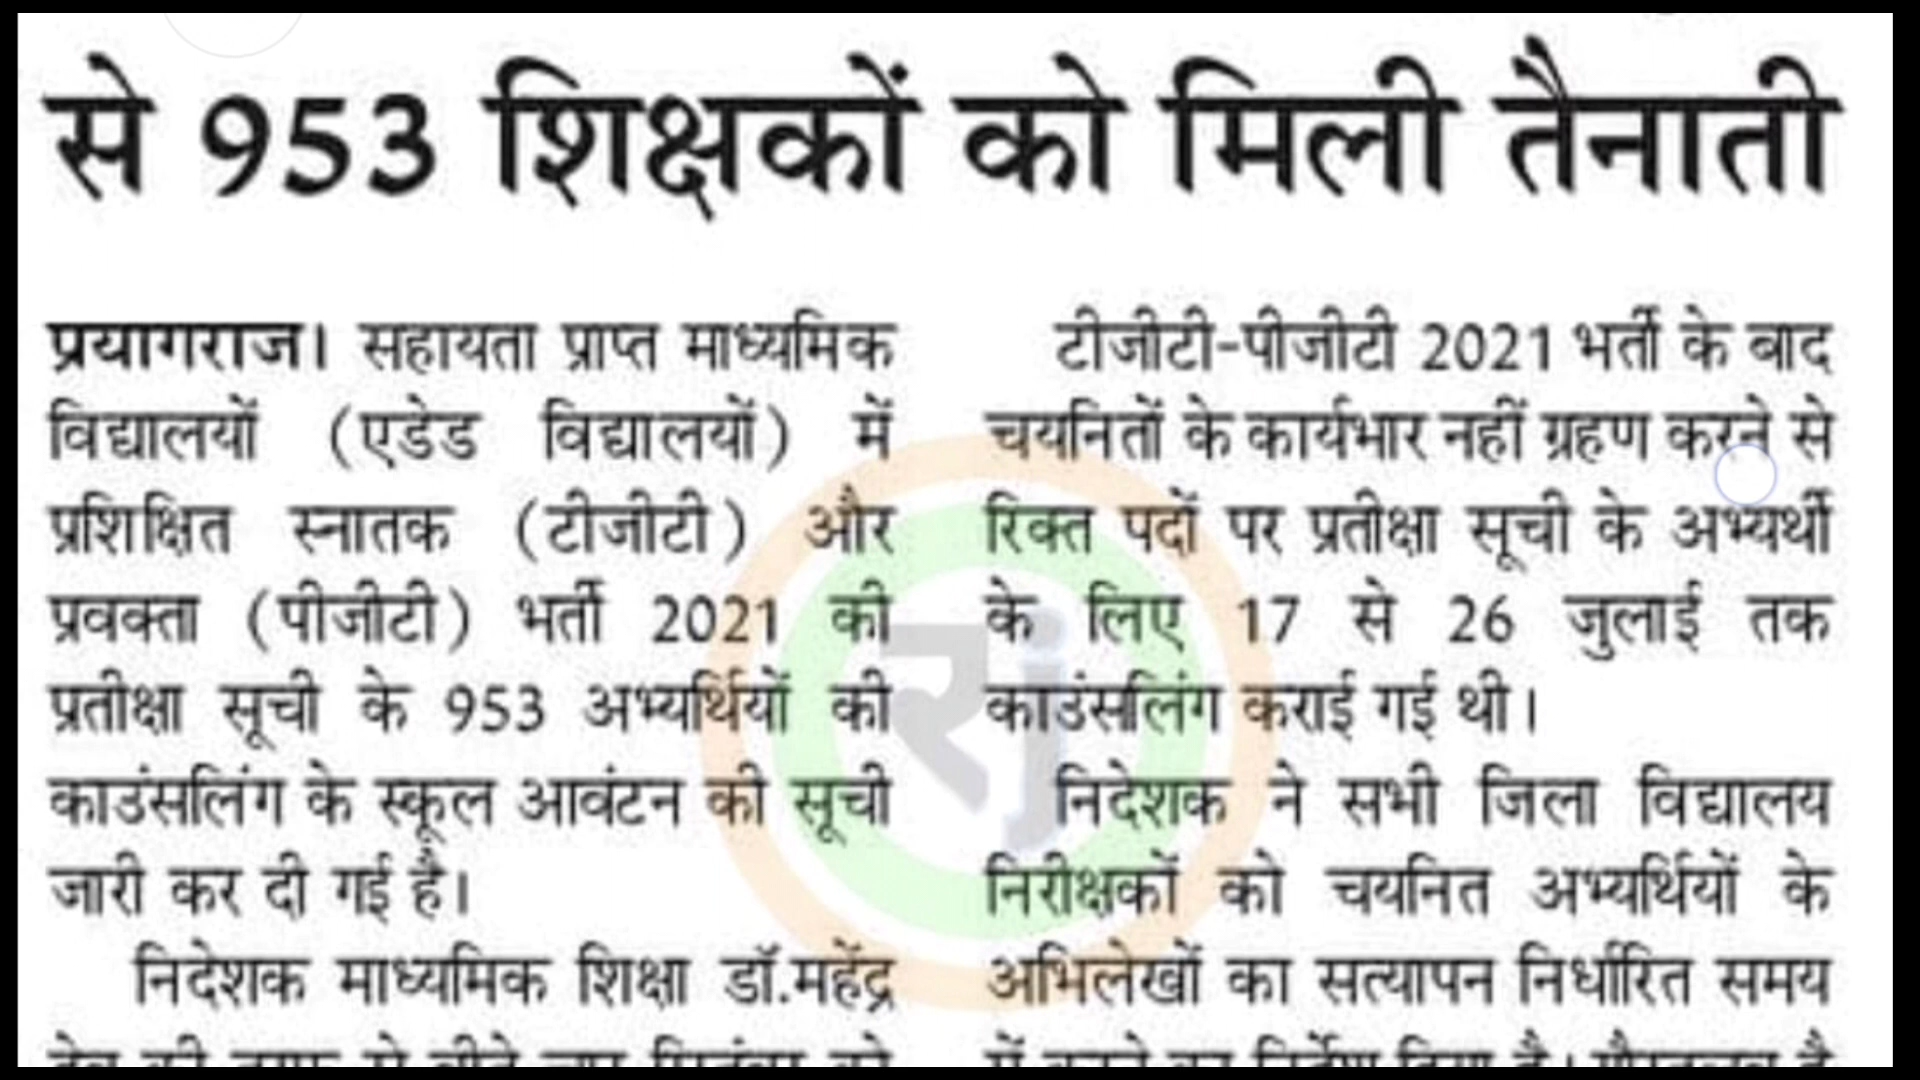 से 953 शिक्षकों को मिली तैनाती
प्रयागराज। सहायता प्राप्त माध्यमिक
विद्यालयों (एडेड विद्यालयों) में
प्रशिक्षित स्नातक (टीजीटी) और
प्रवक्ता (पीजीटी) भर्ती 2021 की
प्रतीक्षा सूची के 953 अभ्यर्थियों की
काउंसलिंग के स्कूल आवंटन की सूची
जारी कर दी गई है।
निदेशक माध्यमिक शिक्षा डॉ.महेंद्र
टीजीटी-पीजीटी 2021 भर्ती के बाद
चयनितों के कार्यभार नहीं ग्रहण करने से
रिक्त पदों पर प्रतीक्षा सूची के अभ्यर्थी
के लिए 17 से 26 जुलाई तक
काउंसलिंग कराई गई थी।
निदेशक ने सभी जिला विद्यालय
निरीक्षकों को चयनित अभ्यर्थियों के
अभिलेखों का सत्यापन निर्धारित समय
रj